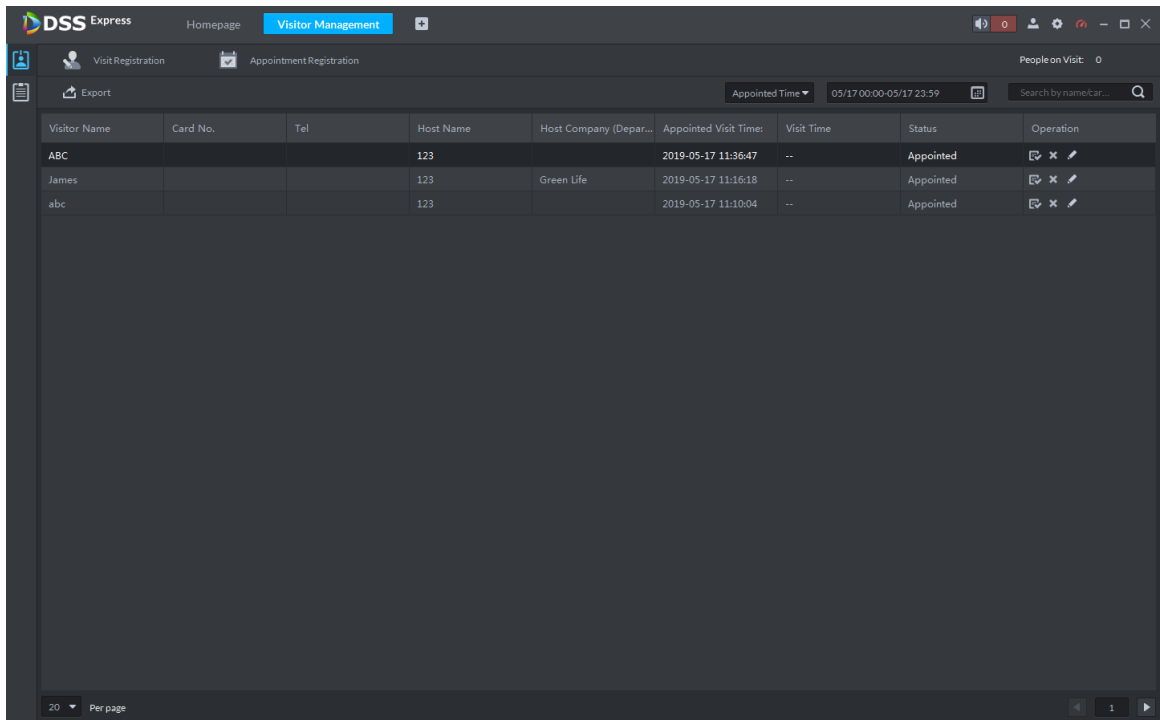 DSS Express Homepage Visitor Management 0
Visit Registration Appointment Registration People on Visit: 0
Export Appointed Time 05/17 00:00-05/17 23:59 Search by name/car...
Visitor Name Card No. Tel Host Name Host Company (Depar... Appointed Visit Time: Visit Time Status Operation
ABC 123 2019-05-17 11:36:47 -- Appointed
James 123 Green Life 2019-05-17 11:16:18 -- Appointed
abc 123 2019-05-17 11:10:04 -- Appointed
20 Per page 1